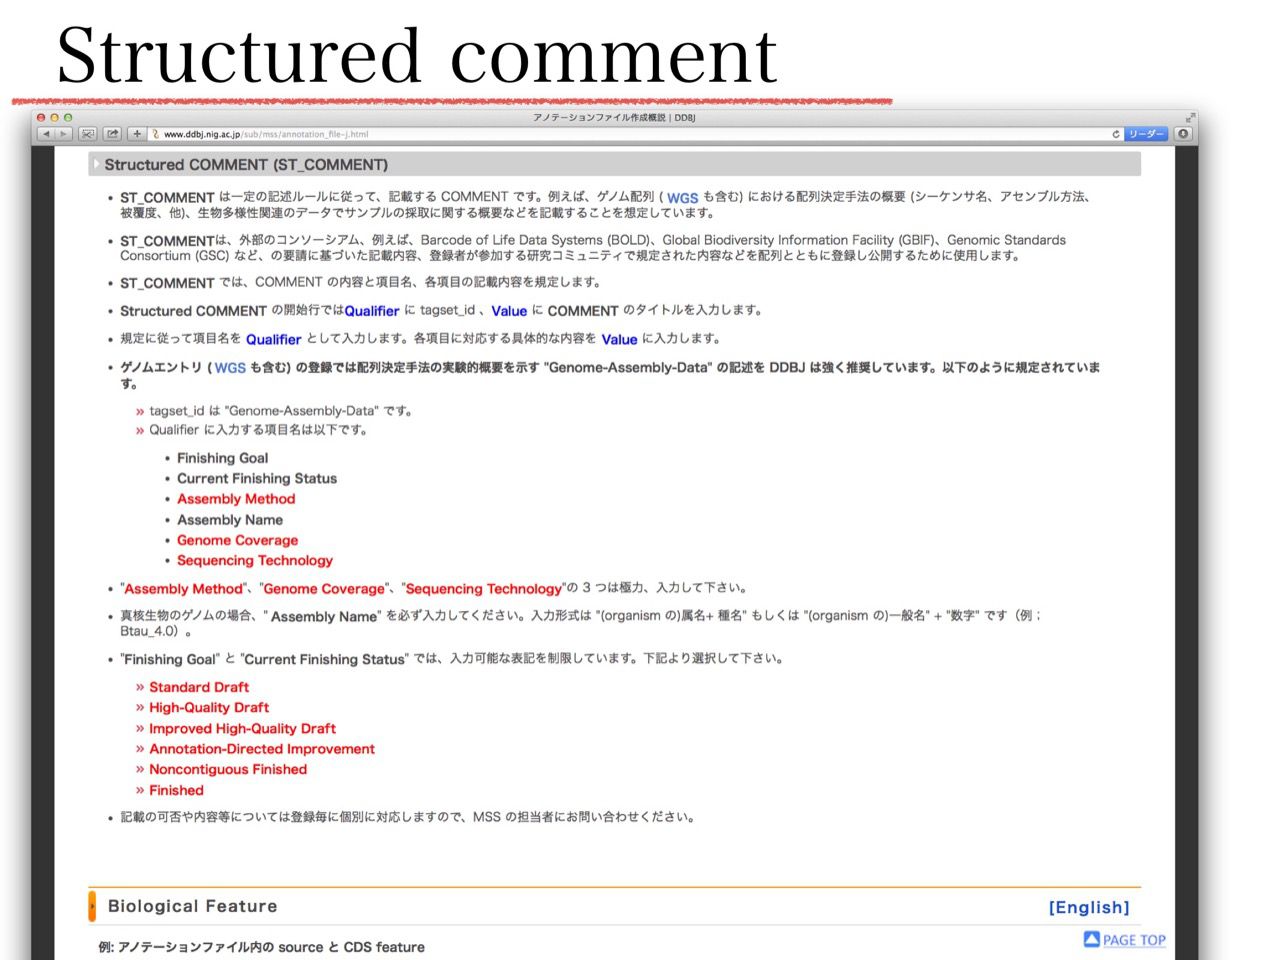 Structured comment
アノテーションファイル作成概説 | DDBJ
www.ddbj.nig.ac.jp/sub/mss/annotation_file-j.html
リーダー
Structured COMMENT (ST_COMMENT)
• ST_COMMENT は一定の記述ルールに従って、記載する COMMENT です。例えば、ゲノム配列 ( WGS も含む) における配列決定手法の概要 (シーケンサ名、アセンブル方法、
被覆度、他)、生物多様性関連のデータでサンプルの採取に関する概要などを記載することを想定しています。
• ST_COMMENTは、外部のコンソーシアム、例えば、Barcode of Life Data Systems (BOLD)、Global Biodiversity Information Facility (GBIF)、Genomic Standards
Consortium (GSC) など、の要請に基づいた記載内容、登録者が参加する研究コミュニティで規定された内容などを配列とともに登録し公開するために使用します。
• ST_COMMENT では、COMMENT の内容と項目名、各項目の記載内容を規定します。
• Structured COMMENT の開始行ではQualifier に tagset_id 、Value に COMMENT のタイトルを入力します。
• 規定に従って項目名を Qualifier として入力します。各項目に対応する具体的な内容を Value に入力します。
• ゲノムエントリ ( WGS も含む) の登録では配列決定手法の実験的概要を示す "Genome-Assembly-Data" の記述を DDBJ は強く推奨しています。以下のように規定されていま
す。
» tagset_id は "Genome-Assembly-Data" です。
» Qualifier に入力する項目名は以下です。
• Finishing Goal
• Current Finishing Status
• Assembly Method
• Assembly Name
• Genome Coverage
• Sequencing Technology
• "Assembly Method"、"Genome Coverage"、"Sequencing Technology"の 3 つは極力、入力して下さい。
• 真核生物のゲノムの場合、" Assembly Name" を必ず入力してください。入力形式は "(organism の)属名+ 種名" もしくは "(organism の)一般名" + "数字" です（例；
Btau_4.0）。
• "Finishing Goal" と "Current Finishing Status" では、入力可能な表記を制限しています。下記より選択して下さい。
» Standard Draft
» High-Quality Draft
» Improved High-Quality Draft
» Annotation-Directed Improvement
» Noncontiguous Finished
» Finished
• 記載の可否や内容等については登録毎に個別に対応しますので、MSS の担当者にお問い合わせください。
Biological Feature
[English]
例: アノテーションファイル内の source と CDS feature
PAGE TOP